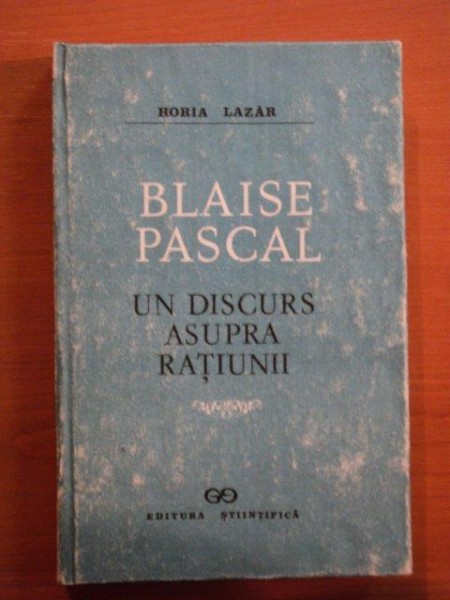 HORIA LAZĂR
BLAISE
PASCAL
UN DISCURS
ASUPRA
RAȚIUNII
EDITURA ȘTIINȚIFICĂ